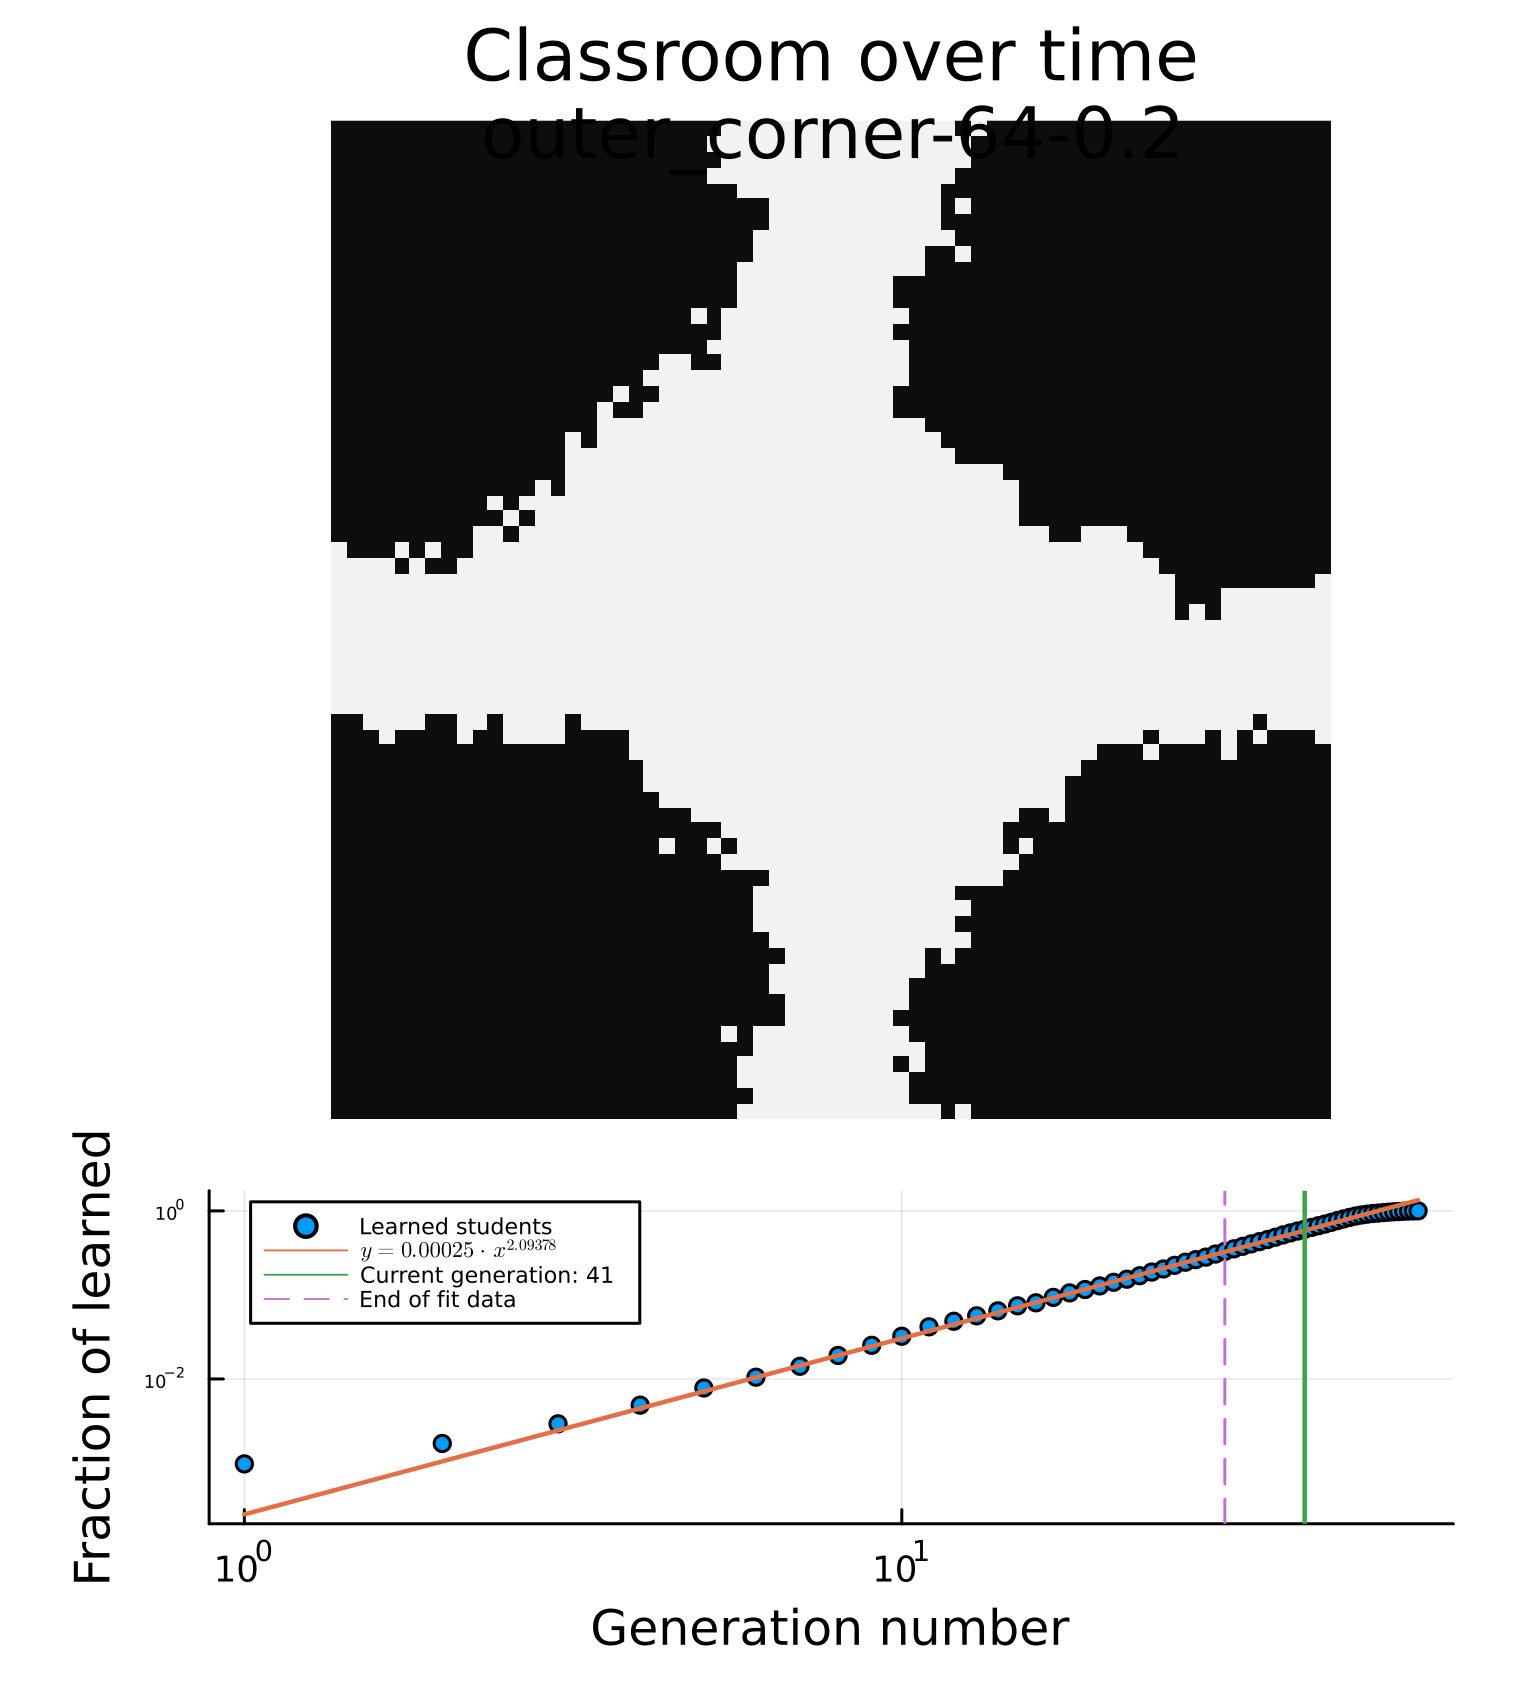 Classroom over time
outer_corner-64-0.2
Fraction of learned
10⁰
10⁻²
Learned students
y = 0.00025 · x^2.09378
Current generation: 41
End of fit data
10⁰
10¹
Generation number